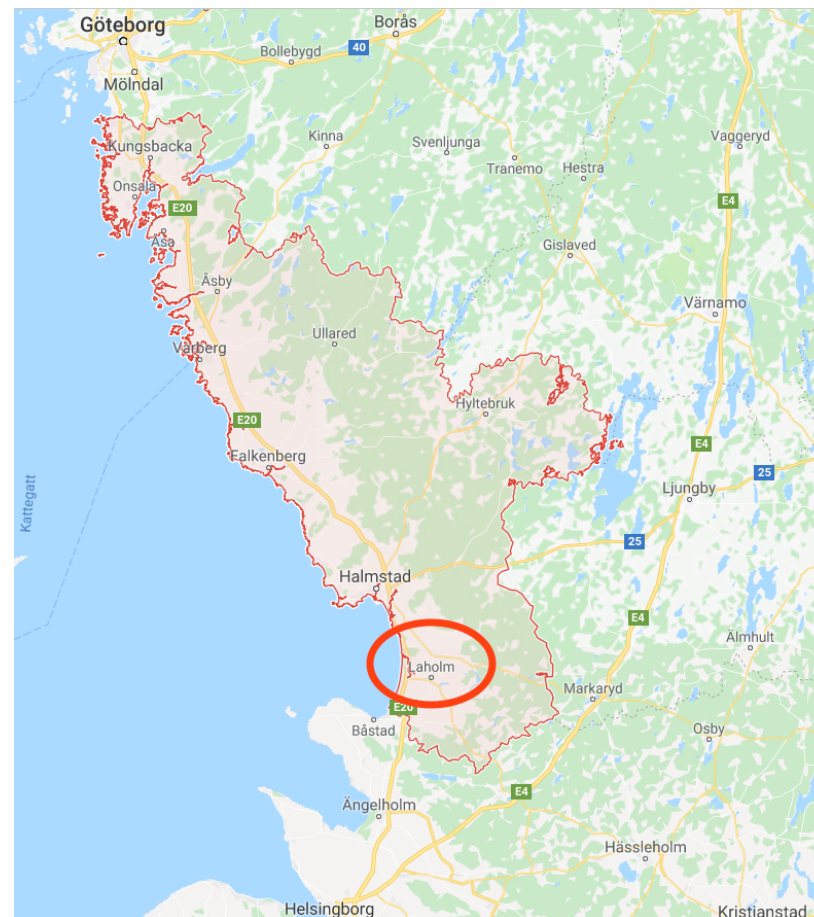 Göteborg
Borås
40
Bollebygd
Mölndal
Kinna
Svenljunga
Vaggeryd
Kungsbacka
Tranemo
Hestra
Onsala
E20
E4
Åsa
Gislaved
Åsby
Värnamo
Ullared
Varberg
Hyltebruk
E20
E4
Falkenberg
25
Ljungby
Kattegatt
25
Halmstad
E4
Älmhult
Laholm
Markaryd
E20
Båstad
Osby
E4
Ängelholm
Hässleholm
Helsingborg
Kristianstad